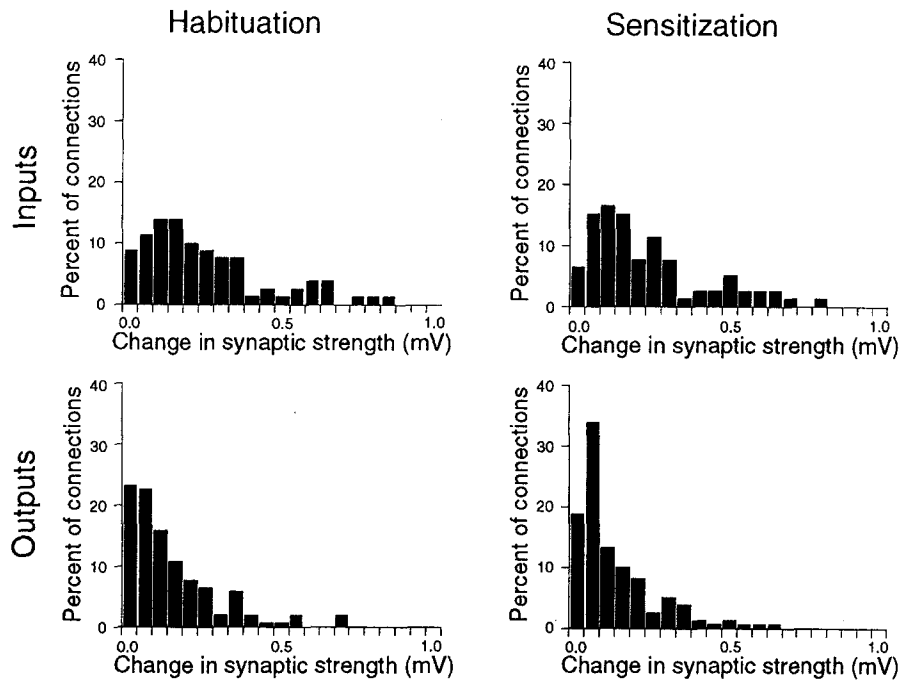 Habituation
Sensitization
Inputs
Percent of connections
40
30
20
10
0
0.0 0.5 1.0
Change in synaptic strength (mV)
Percent of connections
40
30
20
10
0
0.0 0.5 1.0
Change in synaptic strength (mV)
Outputs
Percent of connections
40
30
20
10
0
0.0 0.5 1.0
Change in synaptic strength (mV)
Percent of connections
40
30
20
10
0
0.0 0.5 1.0
Change in synaptic strength (mV)